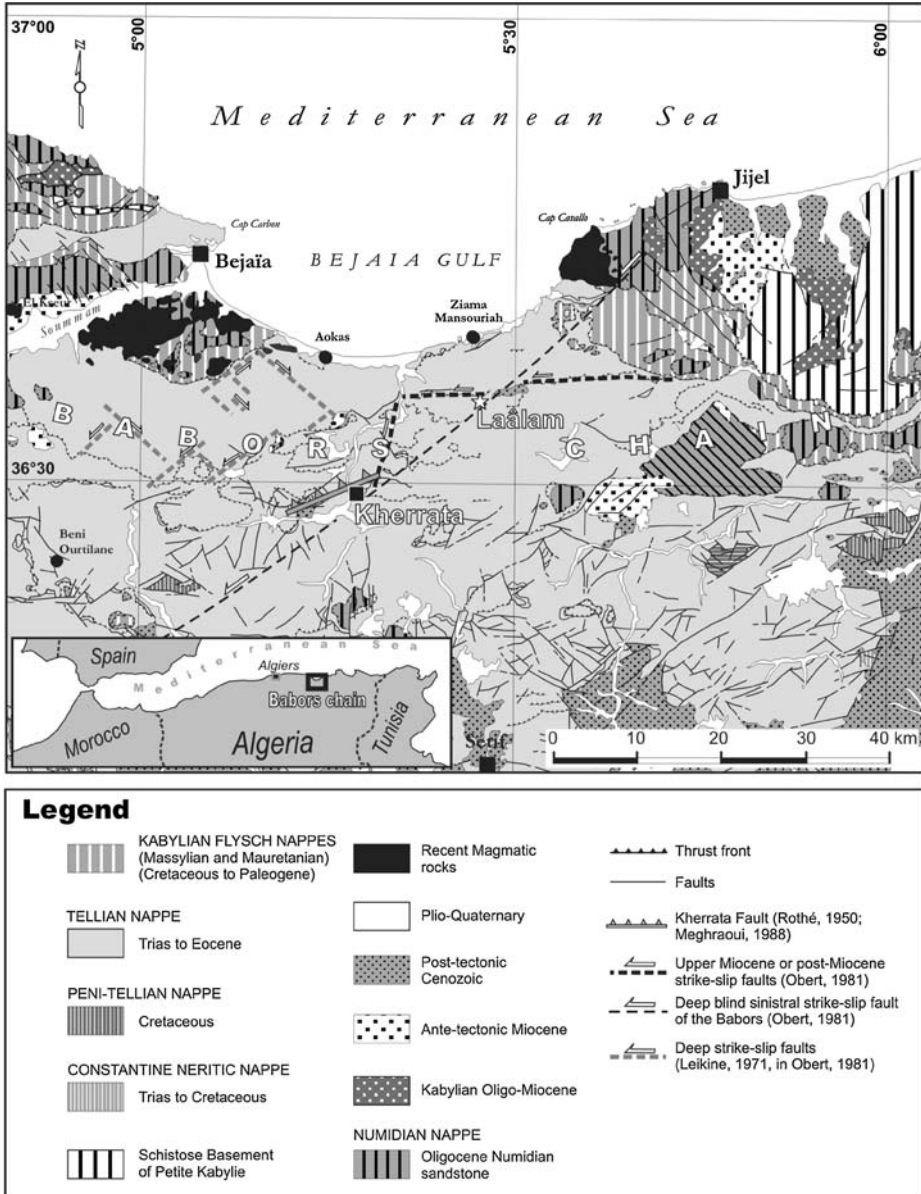 37°00
5°00
5°30
6°00
N
Mediterranean Sea
Jijel
Cap Carbon
Cap Cavallo
Bejaïa
BEJAIA GULF
El Kseur
Soummam
Ziama
Mansouriah
Aokas
BABORS CHAIN
Laâlam
36°30
Kherrata
Beni
Ourtilane
Spain
Mediterranean Sea
Algiers
Babors chain
Morocco
Algeria
Tunisia
Setif
0 10 20 30 40 km
Legend
KABYLIAN FLYSCH NAPPES
(Massylian and Mauretanian)
(Cretaceous to Paleogene)
TELLIAN NAPPE
Trias to Eocene
PENI-TELLIAN NAPPE
Cretaceous
CONSTANTINE NERITIC NAPPE
Trias to Cretaceous
Schistose Basement
of Petite Kabylie
Recent Magmatic
rocks
Plio-Quaternary
Post-tectonic
Cenozoic
Ante-tectonic Miocene
Kabylian Oligo-Miocene
NUMIDIAN NAPPE
Oligocene Numidian
sandstone
Thrust front
Faults
Kherrata Fault (Rothé, 1950;
Meghraoui, 1988)
Upper Miocene or post-Miocene
strike-slip faults (Obert, 1981)
Deep blind sinistral strike-slip fault
of the Babors (Obert, 1981)
Deep strike-slip faults
(Leikine, 1971, in Obert, 1981)